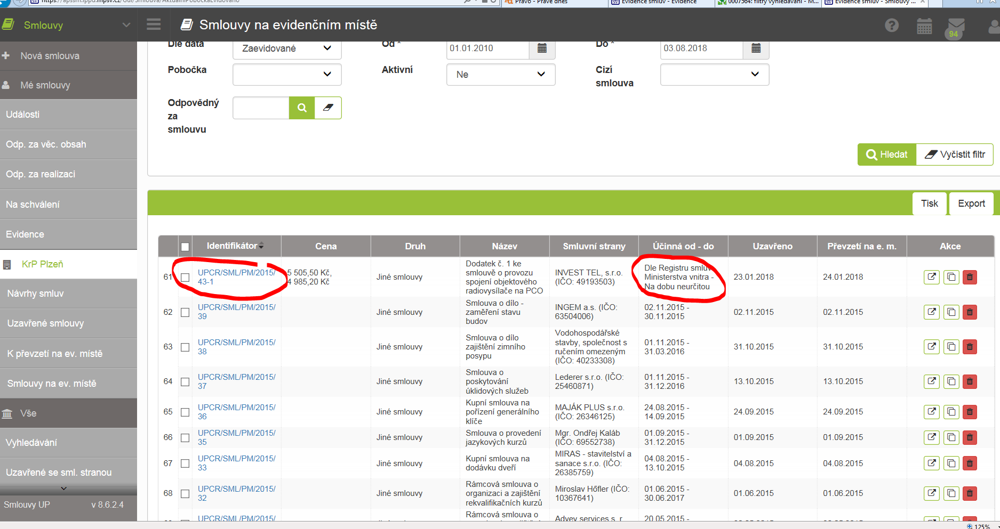 Právo - Právě dnes
Evidence smluv - Evidence
0007564: filtry vyhledávání - M...
Evidence smluv - Smlouvy ...
Smlouvy
Smlouvy na evidenčním místě
94
Nová smlouva
Mé smlouvy
Události
Odp. za věc. obsah
Odp. za realizaci
Na schválení
Evidence
KrP Plzeň
Návrhy smluv
Uzavřené smlouvy
K převzetí na ev. místě
Smlouvy na ev. místě
Vše
Vyhledávání
Uzavřené se sml. stranou
Smlouvy UP v 8.6.2.4
Dle data Zaevidované Od * 01.01.2010 Do * 03.08.2018
Pobočka Aktivní Ne Cizí
smlouva
Odpovědný
za
smlouvu
Hledat Vyčistit filtr
Tisk Export
Identifikátor Cena Druh Název Smluvní strany Účinná od - do Uzavřeno Převzetí na e. m. Akce
61
UPCR/SML/PM/2015/
43-1
5 505,50 Kč,
4 985,20 Kč
Jiné smlouvy
Dodatek č. 1 ke
smlouvě o provozu
spojení objektového
radiovysílače na PCO
INVEST TEL, s.r.o.
(IČO: 49193503)
Dle Registru smluv
Ministerstva vnitra -
Na dobu neurčitou
23.01.2018
24.01.2018
62
UPCR/SML/PM/2015/
39
Jiné smlouvy
Smlouva o dílo -
zaměření stavu
budov
INGEM a.s. (IČO:
63504006)
02.11.2015 -
30.11.2015
02.11.2015
02.11.2015
63
UPCR/SML/PM/2015/
38
Jiné smlouvy
Smlouva o dílo
zajištění zimního
posypu
Vodohospodářské
stavby, společnost s
ručením omezeným
(IČO: 40233308)
01.11.2015 -
31.03.2016
31.10.2015
31.10.2015
64
UPCR/SML/PM/2015/
37
Jiné smlouvy
Smlouva o
poskytování
úklidových služeb
Lederer s.r.o. (IČO:
25460871)
01.11.2015 -
31.12.2016
13.10.2015
13.10.2015
65
UPCR/SML/PM/2015/
36
Jiné smlouvy
Kupní smlouva na
pořízení generálního
klíče
MAJÁK PLUS s.r.o.
(IČO: 26346125)
24.08.2015 -
14.09.2015
24.09.2015
24.09.2015
66
UPCR/SML/PM/2015/
35
Jiné smlouvy
Smlouva o provedení
jazykových kurzů
Mgr. Ondřej Kaláb
(IČO: 69552738)
01.09.2015 -
31.12.2015
01.09.2015
01.09.2015
67
UPCR/SML/PM/2015/
33
Jiné smlouvy
Kupní smlouva na
dodávku dveří
MIRAS - stavitelství a
sanace s.r.o. (IČO:
26385759)
04.08.2015 -
13.10.2015
04.08.2015
04.08.2015
68
UPCR/SML/PM/2015/
32
Jiné smlouvy
Rámcová smlouva o
organizaci a zajištění
rekvalifikačních kurzů
Miroslav Hőfler (IČO:
10367641)
01.06.2015 -
30.06.2017
01.06.2015
01.06.2015
UPCR/SML/PM/2015/
Rámcová smlouva o
Advey services s. r.
20.05.2015 -
125%